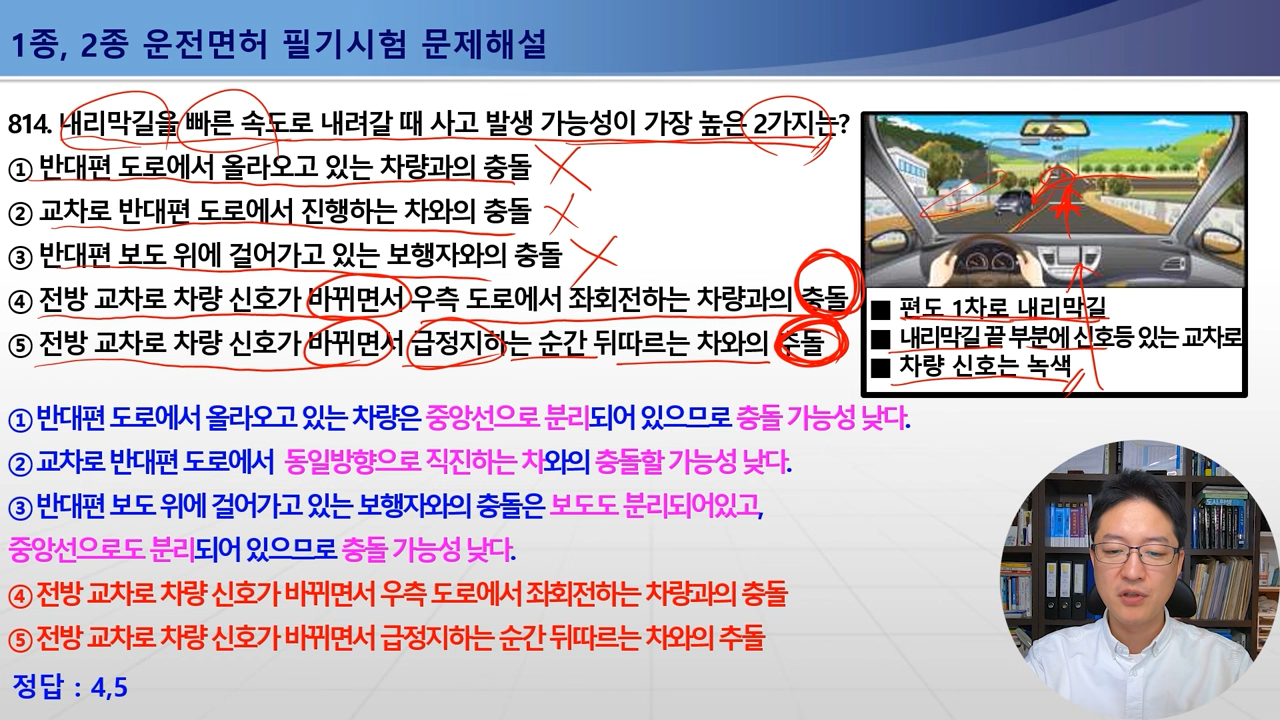 1종, 2종 운전면허 필기시험 문제해설
814. 내리막길을 빠른 속도로 내려갈 때 사고 발생 가능성이 가장 높은 2가지는?
① 반대편 도로에서 올라오고 있는 차량과의 충돌
② 교차로 반대편 도로에서 진행하는 차와의 충돌
③ 반대편 보도 위에 걸어가고 있는 보행자와의 충돌
④ 전방 교차로 차량 신호가 바뀌면서 우측 도로에서 좌회전하는 차량과의 충돌
⑤ 전방 교차로 차량 신호가 바뀌면서 급정지하는 순간 뒤따르는 차와의 추돌
■ 편도 1차로 내리막길
■ 내리막길 끝 부분에 신호등 있는 교차로
■ 차량 신호는 녹색
① 반대편 도로에서 올라오고 있는 차량은 중앙선으로 분리되어 있으므로 충돌 가능성 낮다.
② 교차로 반대편 도로에서 동일방향으로 직진하는 차와의 충돌할 가능성 낮다.
③ 반대편 보도 위에 걸어가고 있는 보행자와의 충돌은 보도도 분리되어있고,
중앙선으로도 분리되어 있으므로 충돌 가능성 낮다.
④ 전방 교차로 차량 신호가 바뀌면서 우측 도로에서 좌회전하는 차량과의 충돌
⑤ 전방 교차로 차량 신호가 바뀌면서 급정지하는 순간 뒤따르는 차와의 추돌
정답 : 4,5